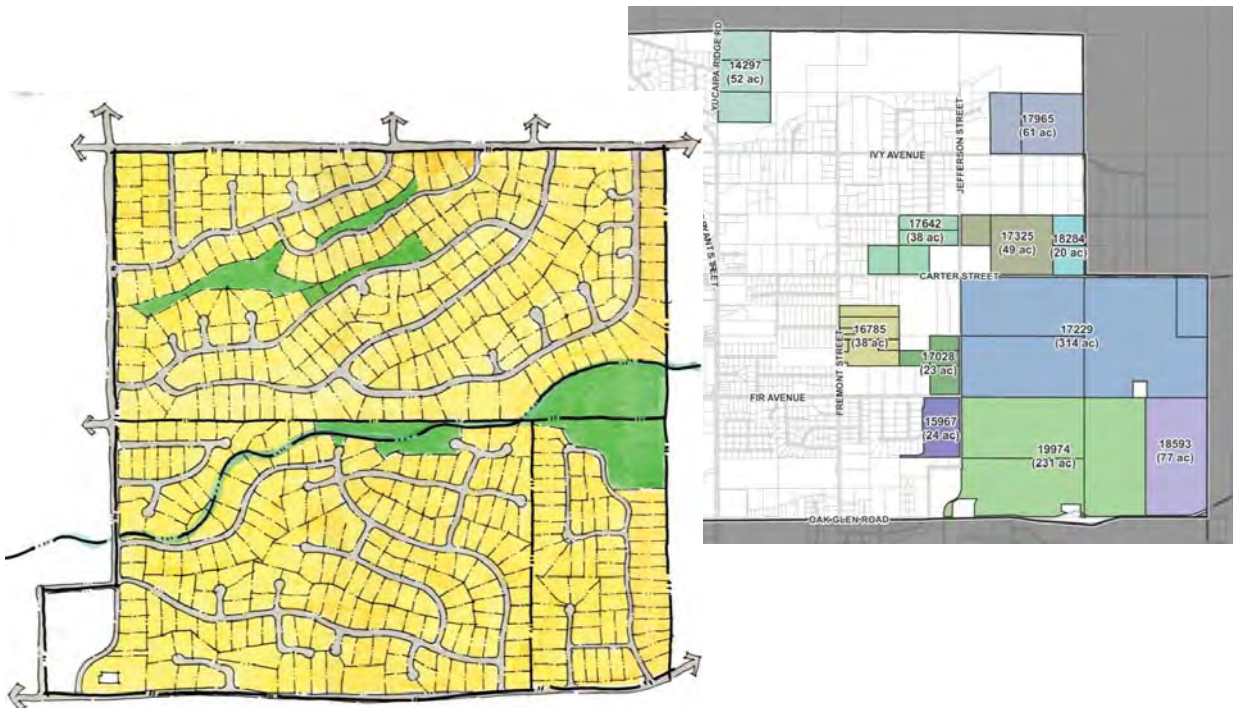 YUCAIPA RIDGE RD
14297
(52 ac)
17965
(61 ac)
JEFFERSON STREET
IVY AVENUE
17642
(38 ac)
17325
(49 ac)
18284
(20 ac)
CARTER STREET
17229
(314 ac)
16785
(38 ac)
17028
(23 ac)
FREMONT STREET
FIR AVENUE
15967
(24 ac)
19974
(231 ac)
18593
(77 ac)
OAK GLEN ROAD